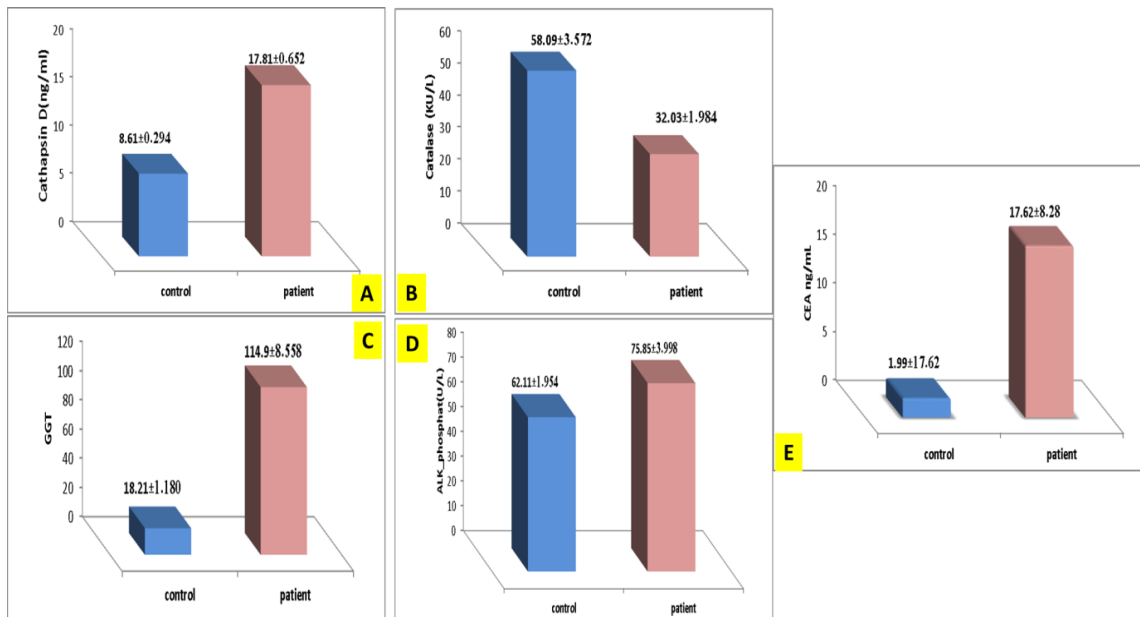 Cathapsin D(ng/ml)
20
15
10
5
0
8.61±0.294
17.81±0.652
control patient
A
Catalase (KU/L)
60
50
40
30
20
10
0
58.09±3.572
32.03±1.984
control patient
B
GGT
120
100
80
60
40
20
0
18.21±1.180
114.9±8.558
control patient
C
ALK_phosphat(U/L)
80
70
60
50
40
30
20
10
0
62.11±1.954
75.85±3.998
control patient
D
CEA ng/mL
20
15
10
5
0
1.99±17.62
17.62±8.28
control patient
E